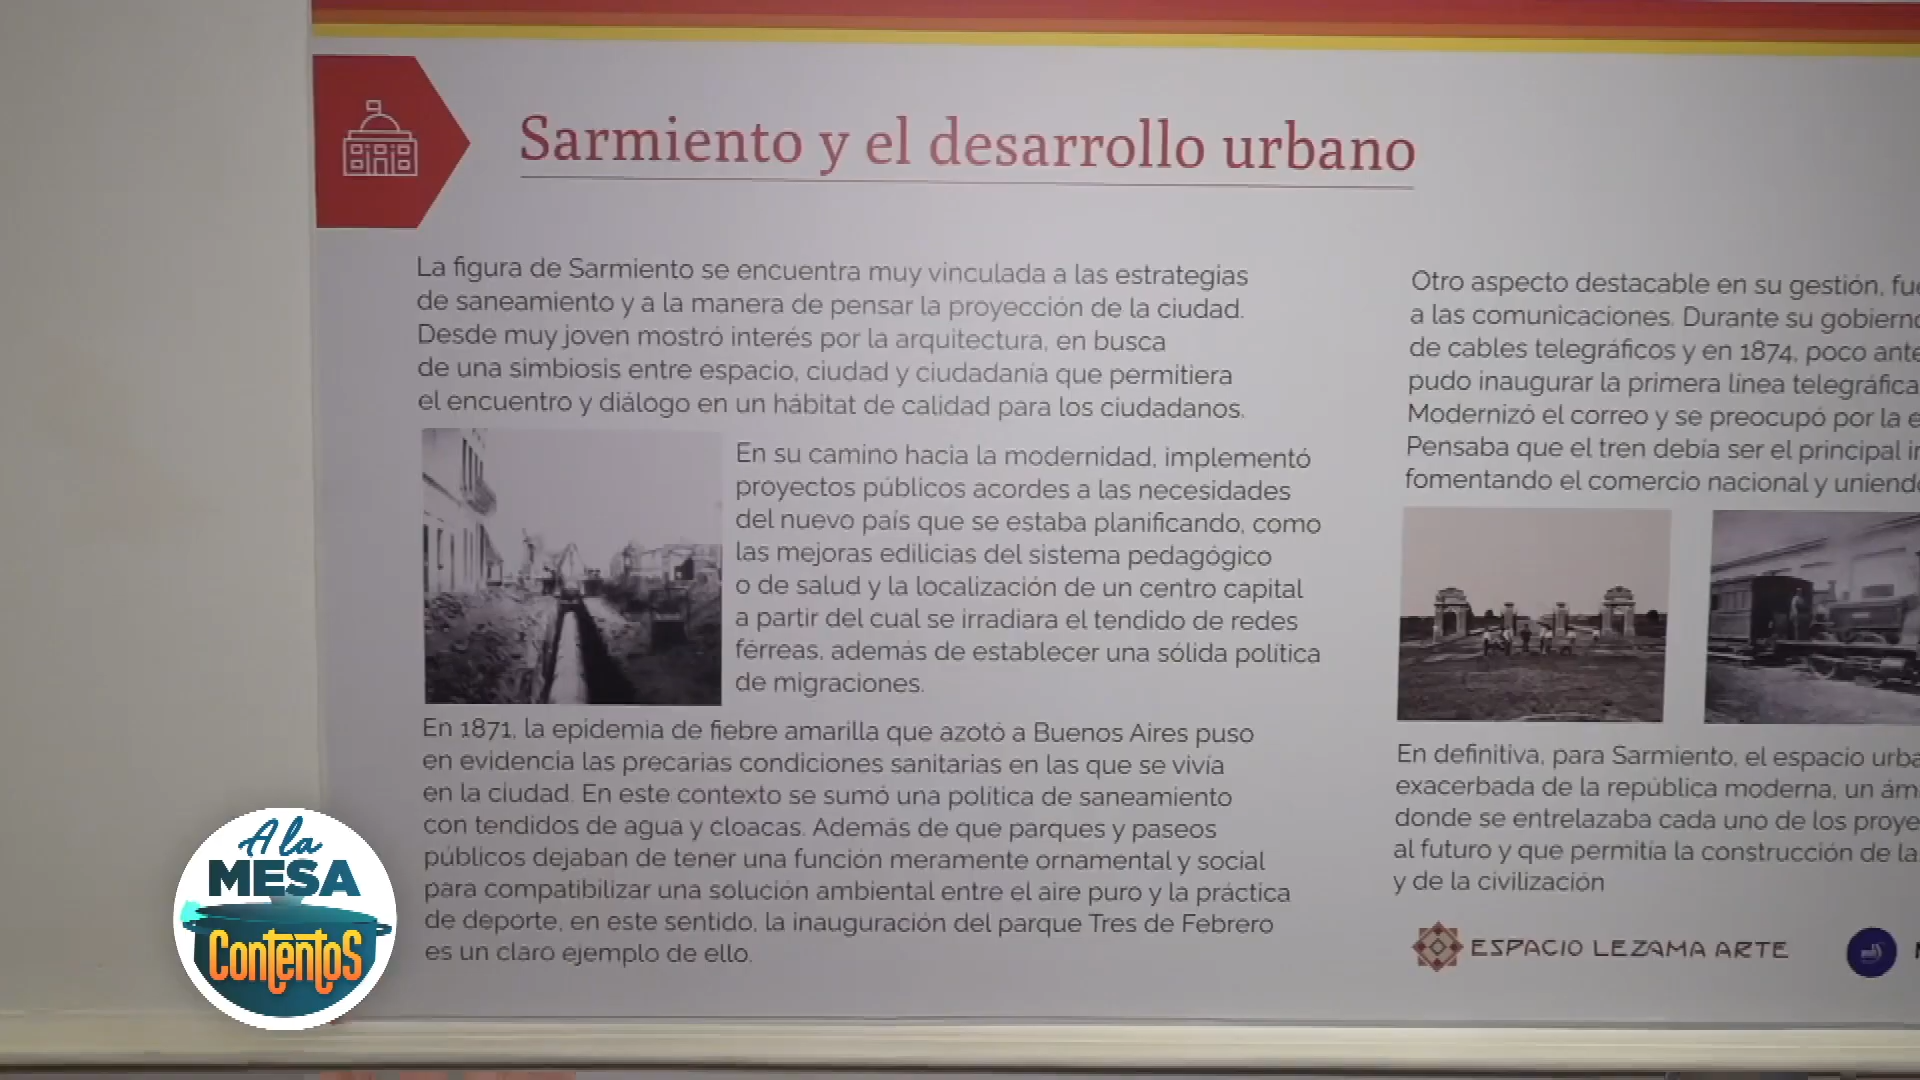 Sarmiento y el desarrollo urbano
La figura de Sarmiento se encuentra muy vinculada a las estrategias
de saneamiento y a la manera de pensar la proyección de la ciudad.
Desde muy joven mostró interés por la arquitectura, en busca
de una simbiosis entre espacio, ciudad y ciudadanía que permitiera
el encuentro y diálogo en un hábitat de calidad para los ciudadanos.
En su camino hacia la modernidad, implementó
proyectos públicos acordes a las necesidades
del nuevo país que se estaba planificando, como
las mejoras edilicias del sistema pedagógico
o de salud y la localización de un centro capital
a partir del cual se irradiara el tendido de redes
férreas, además de establecer una sólida política
de migraciones.
En 1871, la epidemia de fiebre amarilla que azotó a Buenos Aires puso
en evidencia las precarias condiciones sanitarias en las que se vivía
en la ciudad. En este contexto se sumó una política de saneamiento
con tendidos de agua y cloacas. Además de que parques y paseos
públicos dejaban de tener una función meramente ornamental y social
para compatibilizar una solución ambiental entre el aire puro y la práctica
de deporte, en este sentido, la inauguración del parque Tres de Febrero
es un claro ejemplo de ello.
Otro aspecto destacable en su gestión, fue
a las comunicaciones. Durante su gobierno
de cables telegráficos y en 1874, poco ante
pudo inaugurar la primera línea telegráfica
Modernizó el correo y se preocupó por la e
Pensaba que el tren debía ser el principal in
fomentando el comercio nacional y uniendo
En definitiva, para Sarmiento, el espacio urba
exacerbada de la república moderna, un ám
donde se entrelazaba cada uno de los proye
al futuro y que permitía la construcción de la
y de la civilización
ESPACIO LEZAMA ARTE
A la
MESA
Contentos